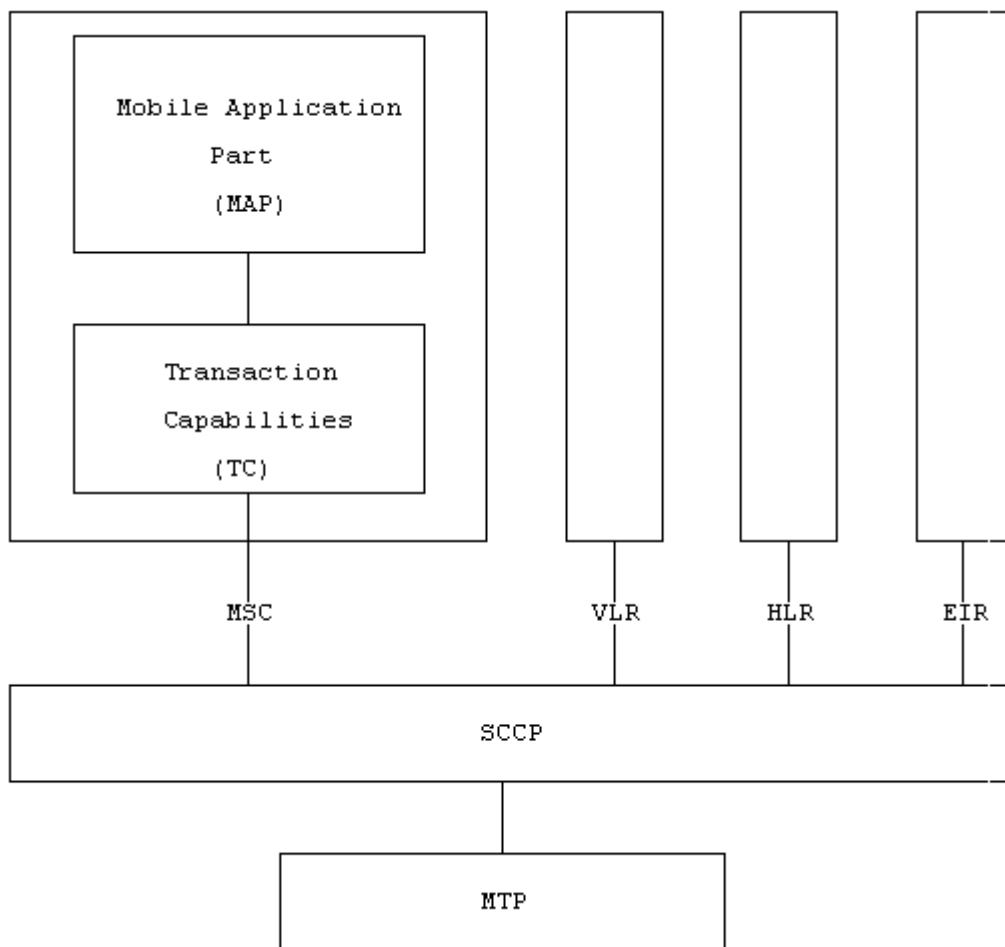 Mobile Application
Part
(MAP)
Transaction
Capabilities
(TC)
MSC
VLR
HLR
EIR
SCCP
MTP